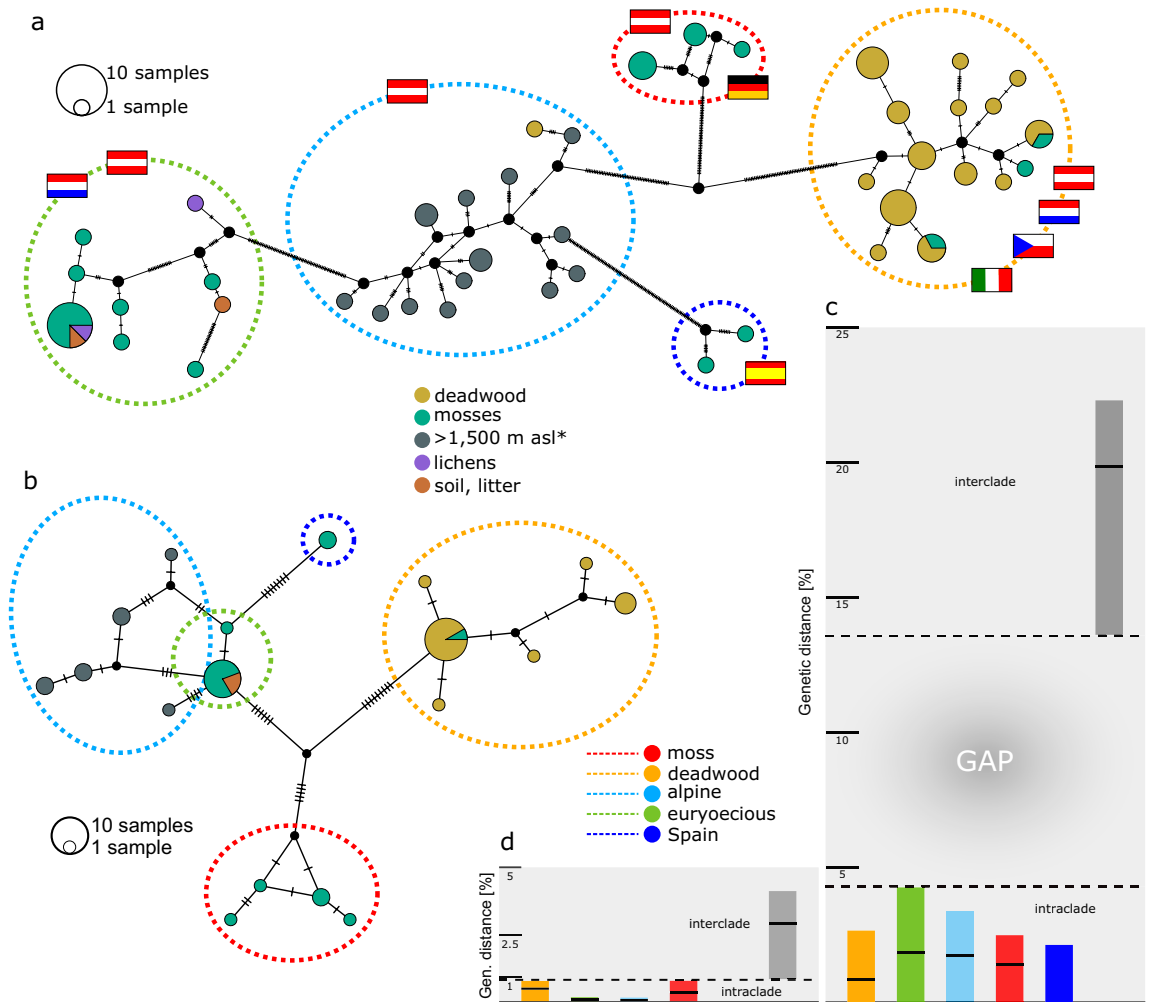 a
10 samples
1 sample
deadwood
mosses
>1,500 m asl*
lichens
soil, litter
b
10 samples
1 sample
moss
deadwood
alpine
euryoecious
Spain
c
Genetic distance [%]
25
20
15
10
5
interclade
GAP
intraclade
d
Gen. distance [%]
5
2.5
1
interclade
intraclade